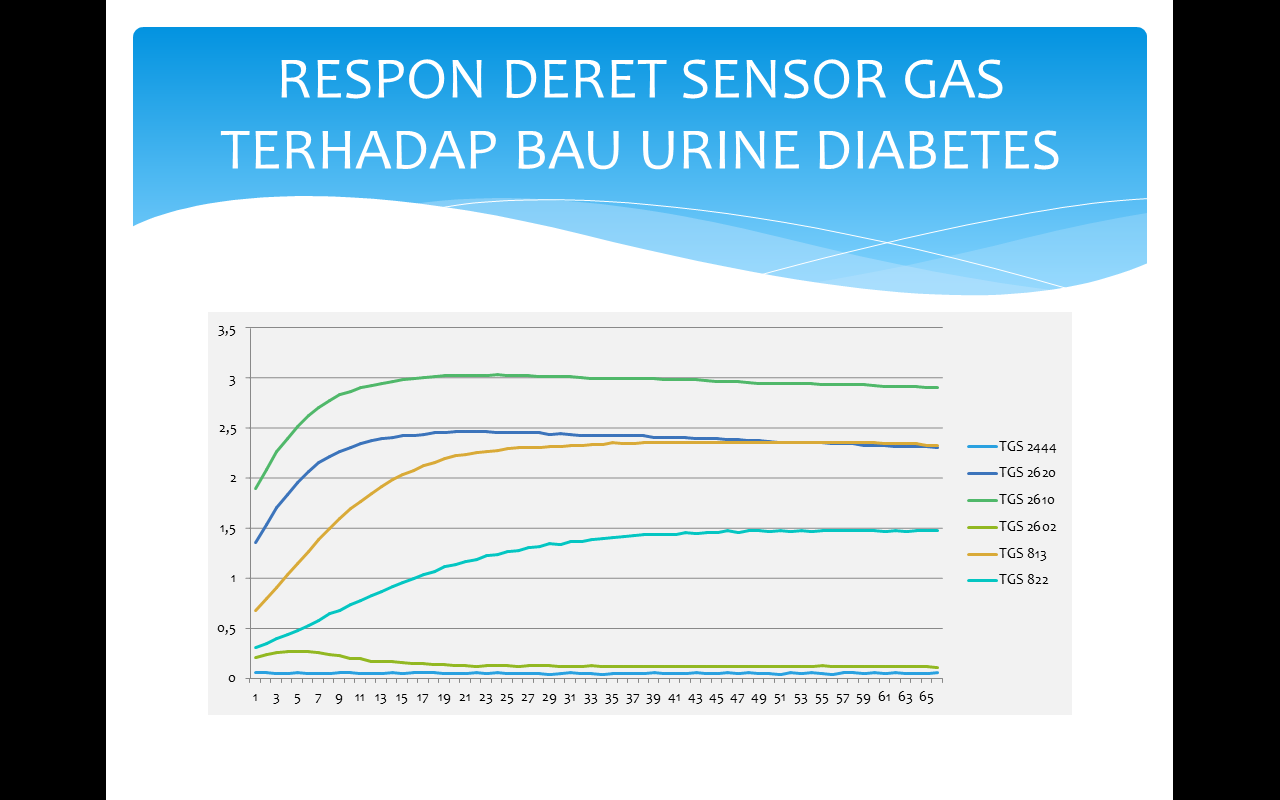 RESPON DERET SENSOR GAS
TERHADAP BAU URINE DIABETES
3,5
3
2,5
2
1,5
1
0,5
0
1 3 5 7 9 11 13 15 17 19 21 23 25 27 29 31 33 35 37 39 41 43 45 47 49 51 53 55 57 59 61 63 65
TGS 2444
TGS 2620
TGS 2610
TGS 2602
TGS 813
TGS 822